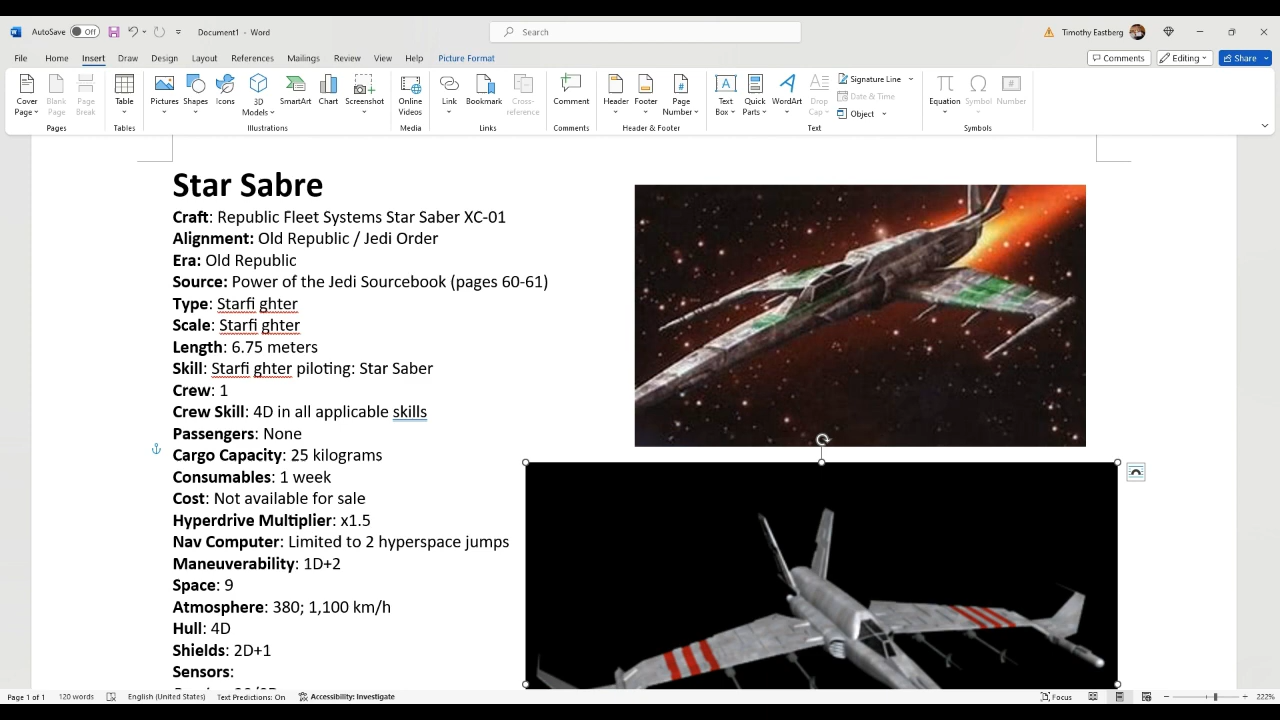 AutoSave Off Document1 - Word Search Timothy Eastberg
File Home Insert Draw Design Layout References Mailings Review View Help Picture Format Comments Editing Share
Cover Page Blank Page Page Break Table Pictures Shapes Icons 3D Models SmartArt Chart Screenshot Online Videos Link Bookmark Cross-reference Comment Header Footer Page Number Text Box Quick Parts WordArt Drop Cap Signature Line Date & Time Object Equation Symbol Number
Pages Tables Illustrations Media Links Comments Header & Footer Text Symbols
Star Sabre
Craft: Republic Fleet Systems Star Saber XC-01
Alignment: Old Republic / Jedi Order
Era: Old Republic
Source: Power of the Jedi Sourcebook (pages 60-61)
Type: Starfi ghter
Scale: Starfi ghter
Length: 6.75 meters
Skill: Starfi ghter piloting: Star Saber
Crew: 1
Crew Skill: 4D in all applicable skills
Passengers: None
Cargo Capacity: 25 kilograms
Consumables: 1 week
Cost: Not available for sale
Hyperdrive Multiplier: x1.5
Nav Computer: Limited to 2 hyperspace jumps
Maneuverability: 1D+2
Space: 9
Atmosphere: 380; 1,100 km/h
Hull: 4D
Shields: 2D+1
Sensors:
Page 1 of 1 120 words English (United States) Text Predictions: On Accessibility: Investigate Focus 222%